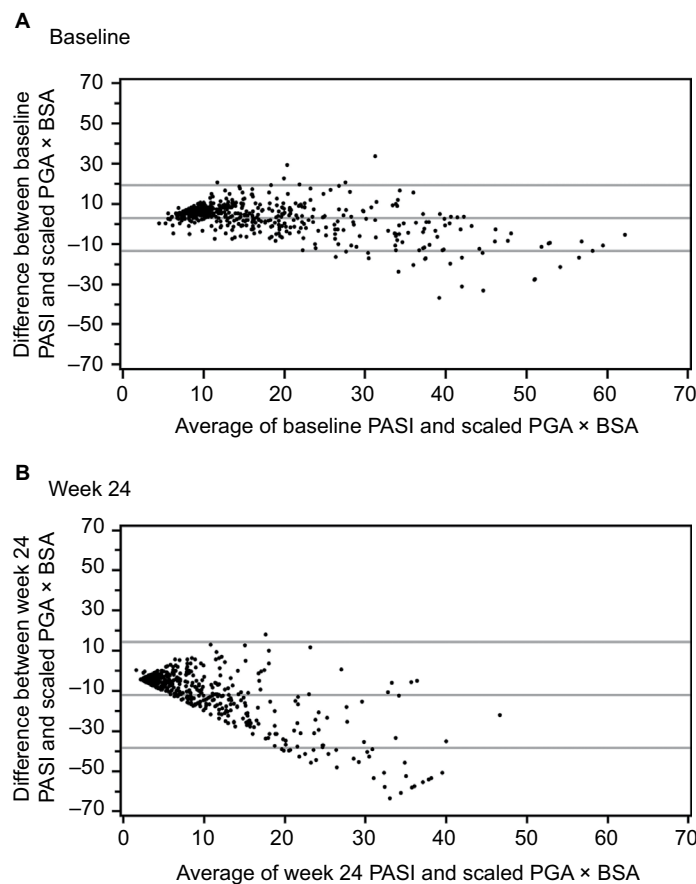 A
Baseline
Difference between baseline
PASI and scaled PGA × BSA
70
50
30
10
–10
–30
–50
–70
0 10 20 30 40 50 60 70
Average of baseline PASI and scaled PGA × BSA
B
Week 24
Difference between week 24
PASI and scaled PGA × BSA
70
50
30
10
–10
–30
–50
–70
0 10 20 30 40 50 60 70
Average of week 24 PASI and scaled PGA × BSA